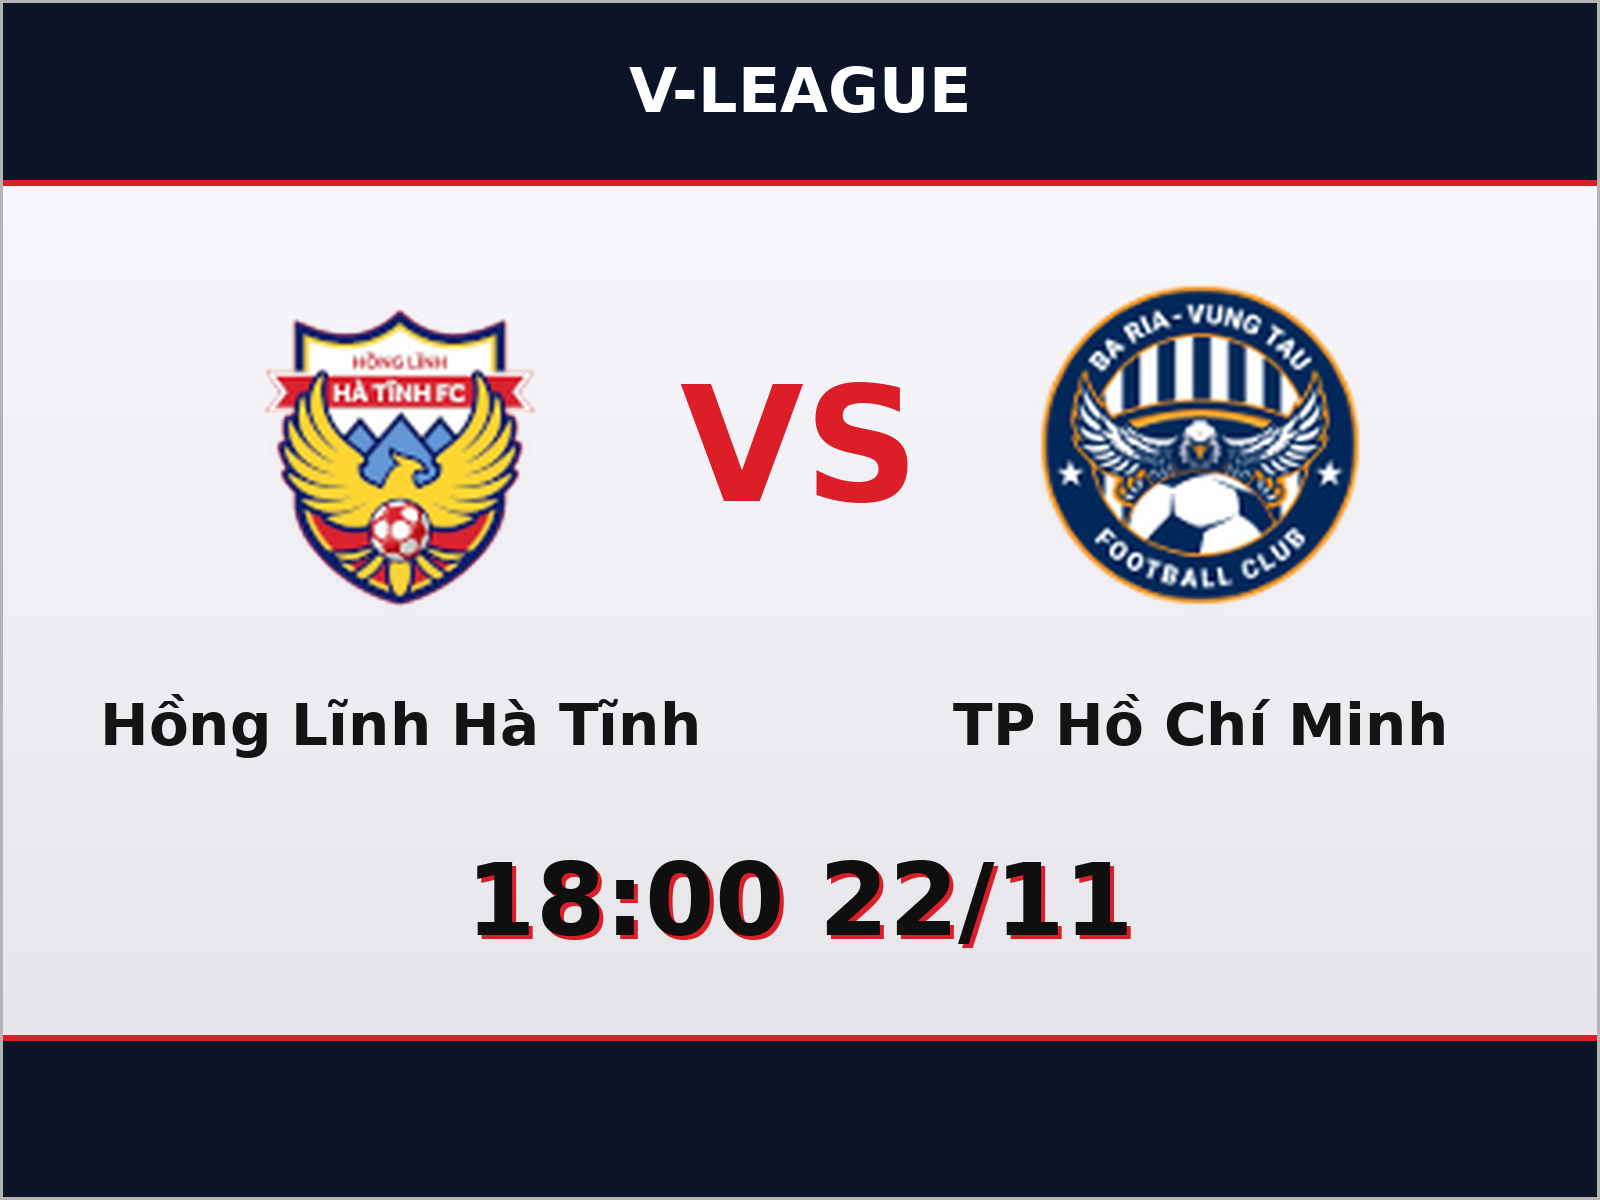 V-LEAGUE
HỒNG LĨNH
HÀ TĨNH FC
VS
BA RIA - VUNG TAU
FOOTBALL CLUB
Hồng Lĩnh Hà Tĩnh
TP Hồ Chí Minh
18:00 22/11